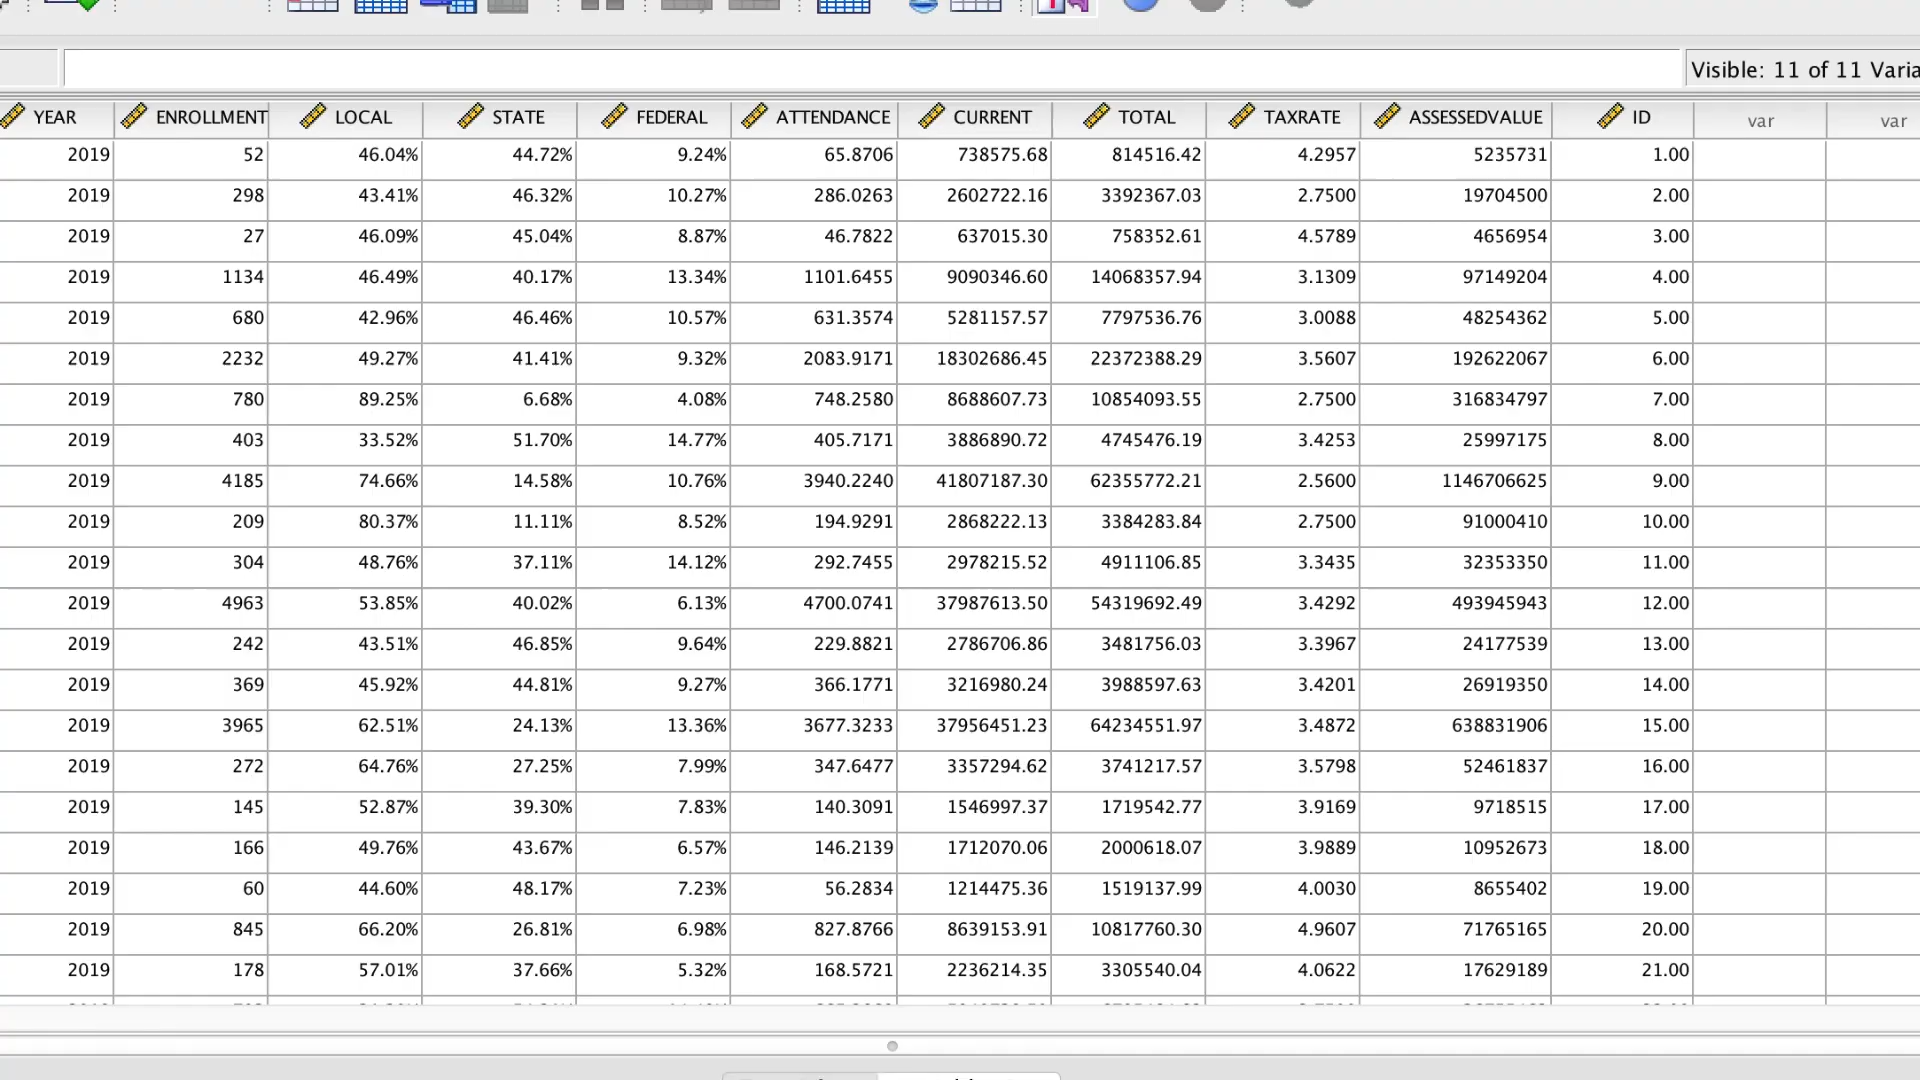 Visible: 11 of 11 Varia
YEAR ENROLLMENT LOCAL STATE FEDERAL ATTENDANCE CURRENT TOTAL TAXRATE ASSESSEDVALUE ID var var
2019 52 46.04% 44.72% 9.24% 65.8706 738575.68 814516.42 4.2957 5235731 1.00
2019 298 43.41% 46.32% 10.27% 286.0263 2602722.16 3392367.03 2.7500 19704500 2.00
2019 27 46.09% 45.04% 8.87% 46.7822 637015.30 758352.61 4.5789 4656954 3.00
2019 1134 46.49% 40.17% 13.34% 1101.6455 9090346.60 14068357.94 3.1309 97149204 4.00
2019 680 42.96% 46.46% 10.57% 631.3574 5281157.57 7797536.76 3.0088 48254362 5.00
2019 2232 49.27% 41.41% 9.32% 2083.9171 18302686.45 22372388.29 3.5607 192622067 6.00
2019 780 89.25% 6.68% 4.08% 748.2580 8688607.73 10854093.55 2.7500 316834797 7.00
2019 403 33.52% 51.70% 14.77% 405.7171 3886890.72 4745476.19 3.4253 25997175 8.00
2019 4185 74.66% 14.58% 10.76% 3940.2240 41807187.30 62355772.21 2.5600 1146706625 9.00
2019 209 80.37% 11.11% 8.52% 194.9291 2868222.13 3384283.84 2.7500 91000410 10.00
2019 304 48.76% 37.11% 14.12% 292.7455 2978215.52 4911106.85 3.3435 32353350 11.00
2019 4963 53.85% 40.02% 6.13% 4700.0741 37987613.50 54319692.49 3.4292 493945943 12.00
2019 242 43.51% 46.85% 9.64% 229.8821 2786706.86 3481756.03 3.3967 24177539 13.00
2019 369 45.92% 44.81% 9.27% 366.1771 3216980.24 3988597.63 3.4201 26919350 14.00
2019 3965 62.51% 24.13% 13.36% 3677.3233 37956451.23 64234551.97 3.4872 638831906 15.00
2019 272 64.76% 27.25% 7.99% 347.6477 3357294.62 3741217.57 3.5798 52461837 16.00
2019 145 52.87% 39.30% 7.83% 140.3091 1546997.37 1719542.77 3.9169 9718515 17.00
2019 166 49.76% 43.67% 6.57% 146.2139 1712070.06 2000618.07 3.9889 10952673 18.00
2019 60 44.60% 48.17% 7.23% 56.2834 1214475.36 1519137.99 4.0030 8655402 19.00
2019 845 66.20% 26.81% 6.98% 827.8766 8639153.91 10817760.30 4.9607 71765165 20.00
2019 178 57.01% 37.66% 5.32% 168.5721 2236214.35 3305540.04 4.0622 17629189 21.00